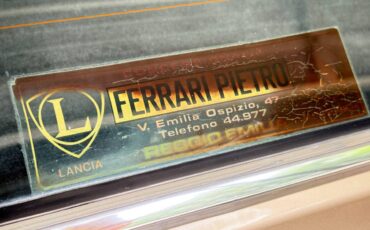 L
LANCIA
FERRARI PIETRO
V. Emilia Ospizio, 47
Telefono 44.977
REGGIO EMILIA